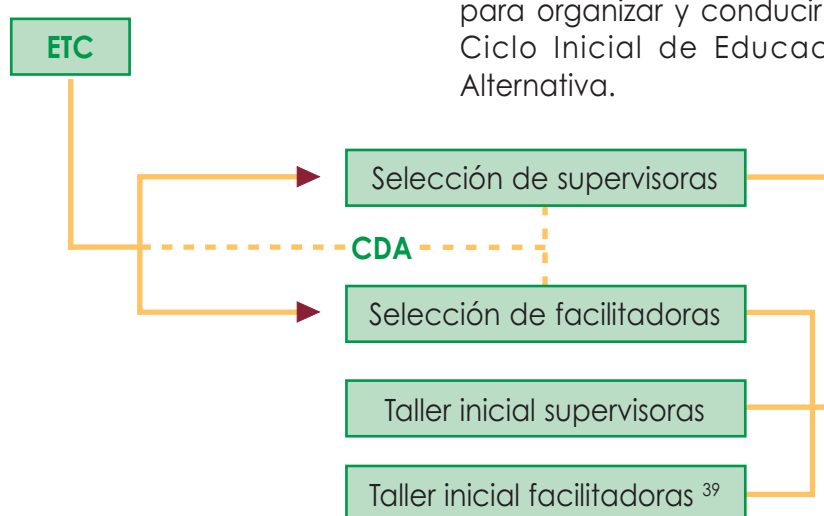 para organizar y conducir
Ciclo Inicial de Educac
Alternativa.
ETC
Selección de supervisoras
CDA
Selección de facilitadoras
Taller inicial supervisoras
Taller inicial facilitadoras 39